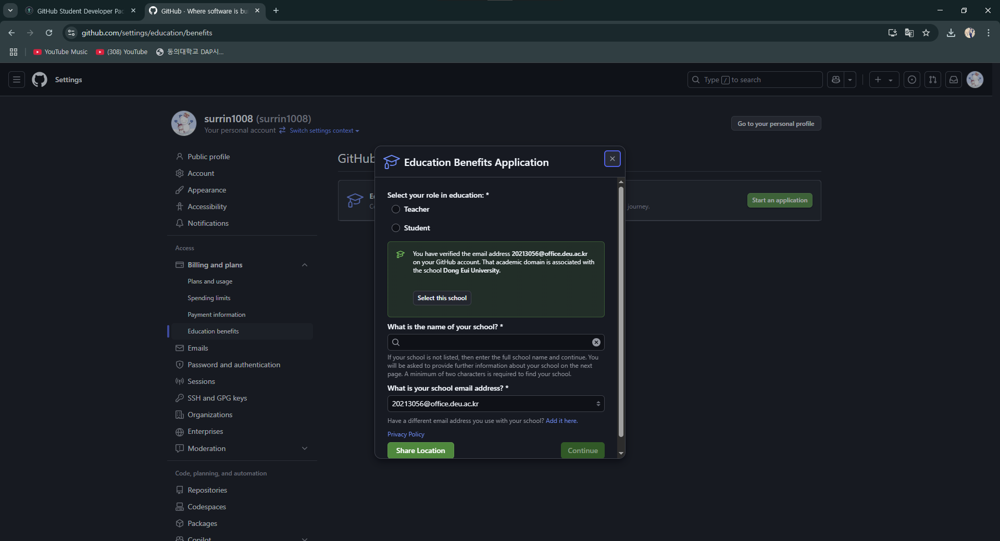 GitHub Student Developer Pac
GitHub · Where software is bu
github.com/settings/education/benefits
YouTube Music
(308) YouTube
동의대학교 DAP시...
Settings
Type / to search
surrin1008 (surrin1008)
Your personal account
Switch settings context
Go to your personal profile
Public profile
Account
Appearance
Accessibility
Notifications
Access
Billing and plans
Plans and usage
Spending limits
Payment information
Education benefits
Emails
Password and authentication
Sessions
SSH and GPG keys
Organizations
Enterprises
Moderation
Code, planning, and automation
Repositories
Codespaces
Packages
Copilot
GitHub
journey.
Start an application
Education Benefits Application
Select your role in education: *
Teacher
Student
You have verified the email address 20213056@office.deu.ac.kr
on your GitHub account. That academic domain is associated with
the school Dong Eui University.
Select this school
What is the name of your school? *
If your school is not listed, then enter the full school name and continue. You
will be asked to provide further information about your school on the next
page. A minimum of two characters is required to find your school.
What is your school email address? *
20213056@office.deu.ac.kr
Have a different email address you use with your school? Add it here.
Privacy Policy
Share Location
Continue